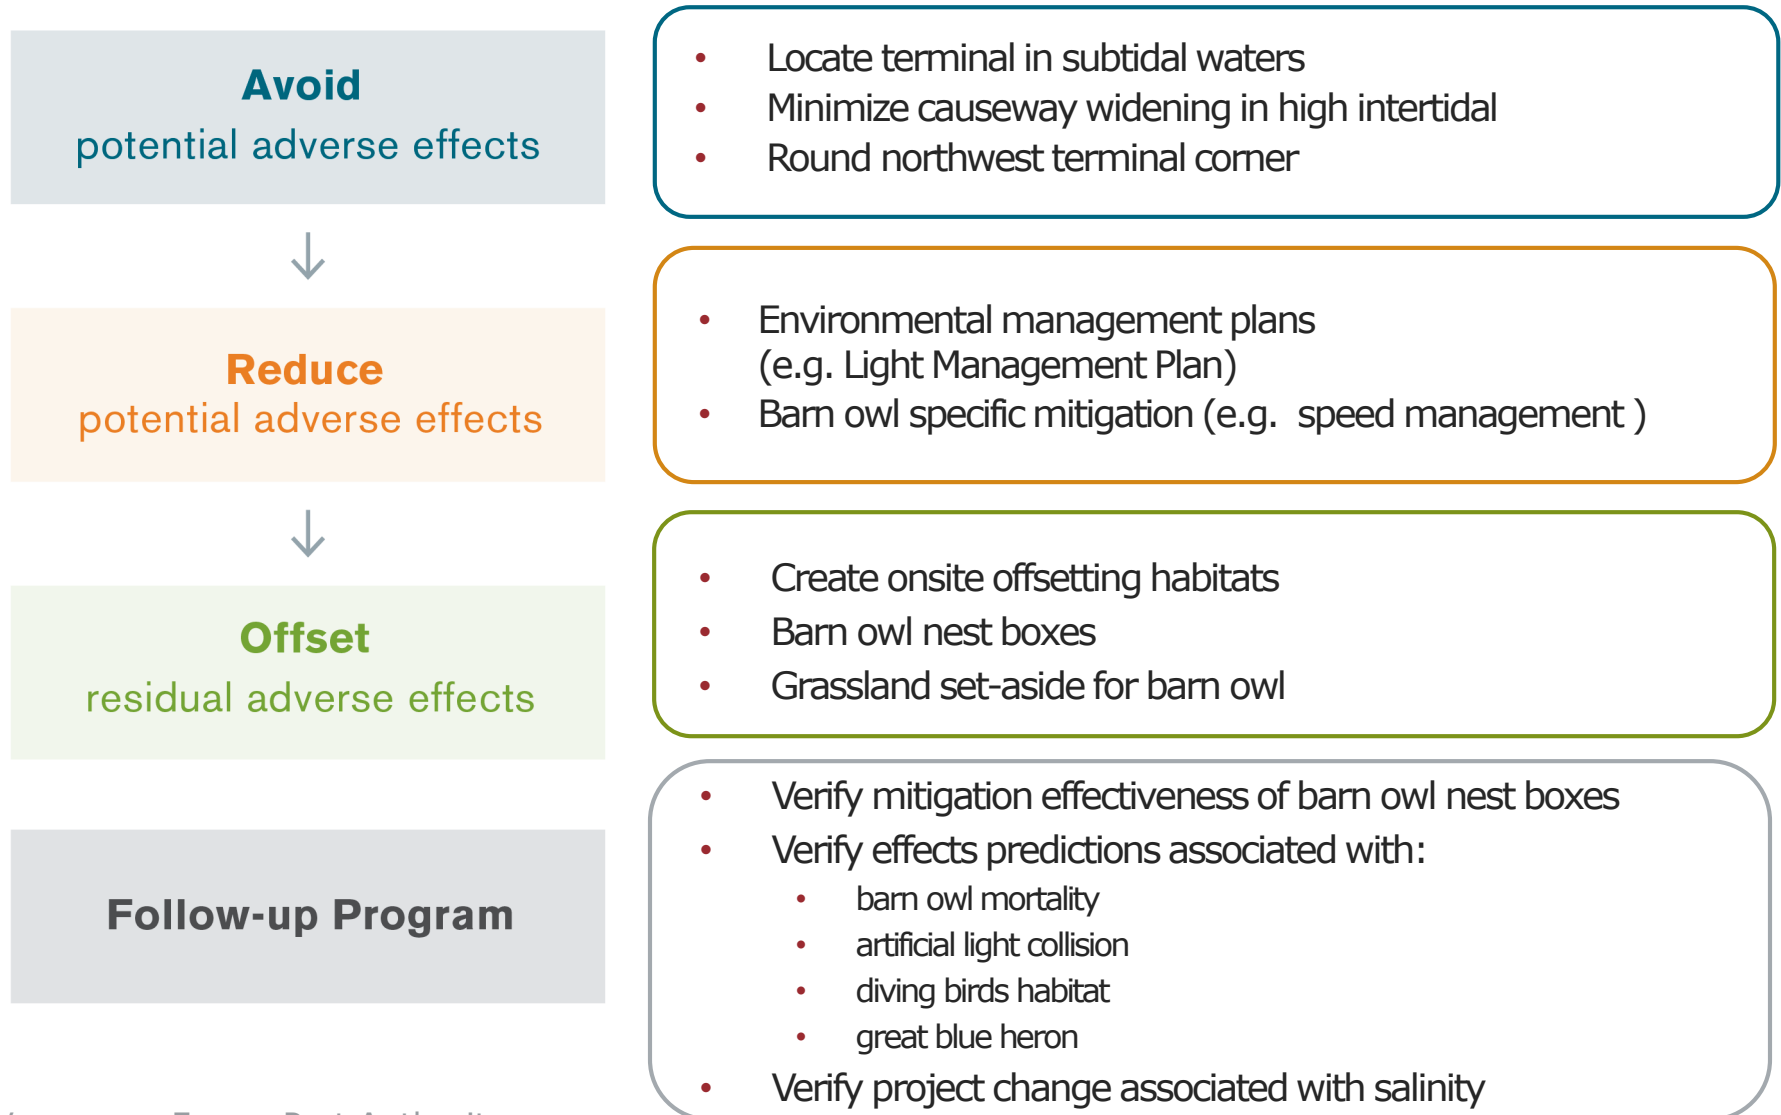 Avoid
potential adverse effects
• Locate terminal in subtidal waters
• Minimize causeway widening in high intertidal
• Round northwest terminal corner
↓
Reduce
potential adverse effects
• Environmental management plans
(e.g. Light Management Plan)
• Barn owl specific mitigation (e.g. speed management )
↓
Offset
residual adverse effects
• Create onsite offsetting habitats
• Barn owl nest boxes
• Grassland set-aside for barn owl
Follow-up Program
• Verify mitigation effectiveness of barn owl nest boxes
• Verify effects predictions associated with:
• barn owl mortality
• artificial light collision
• diving birds habitat
• great blue heron
• Verify project change associated with salinity